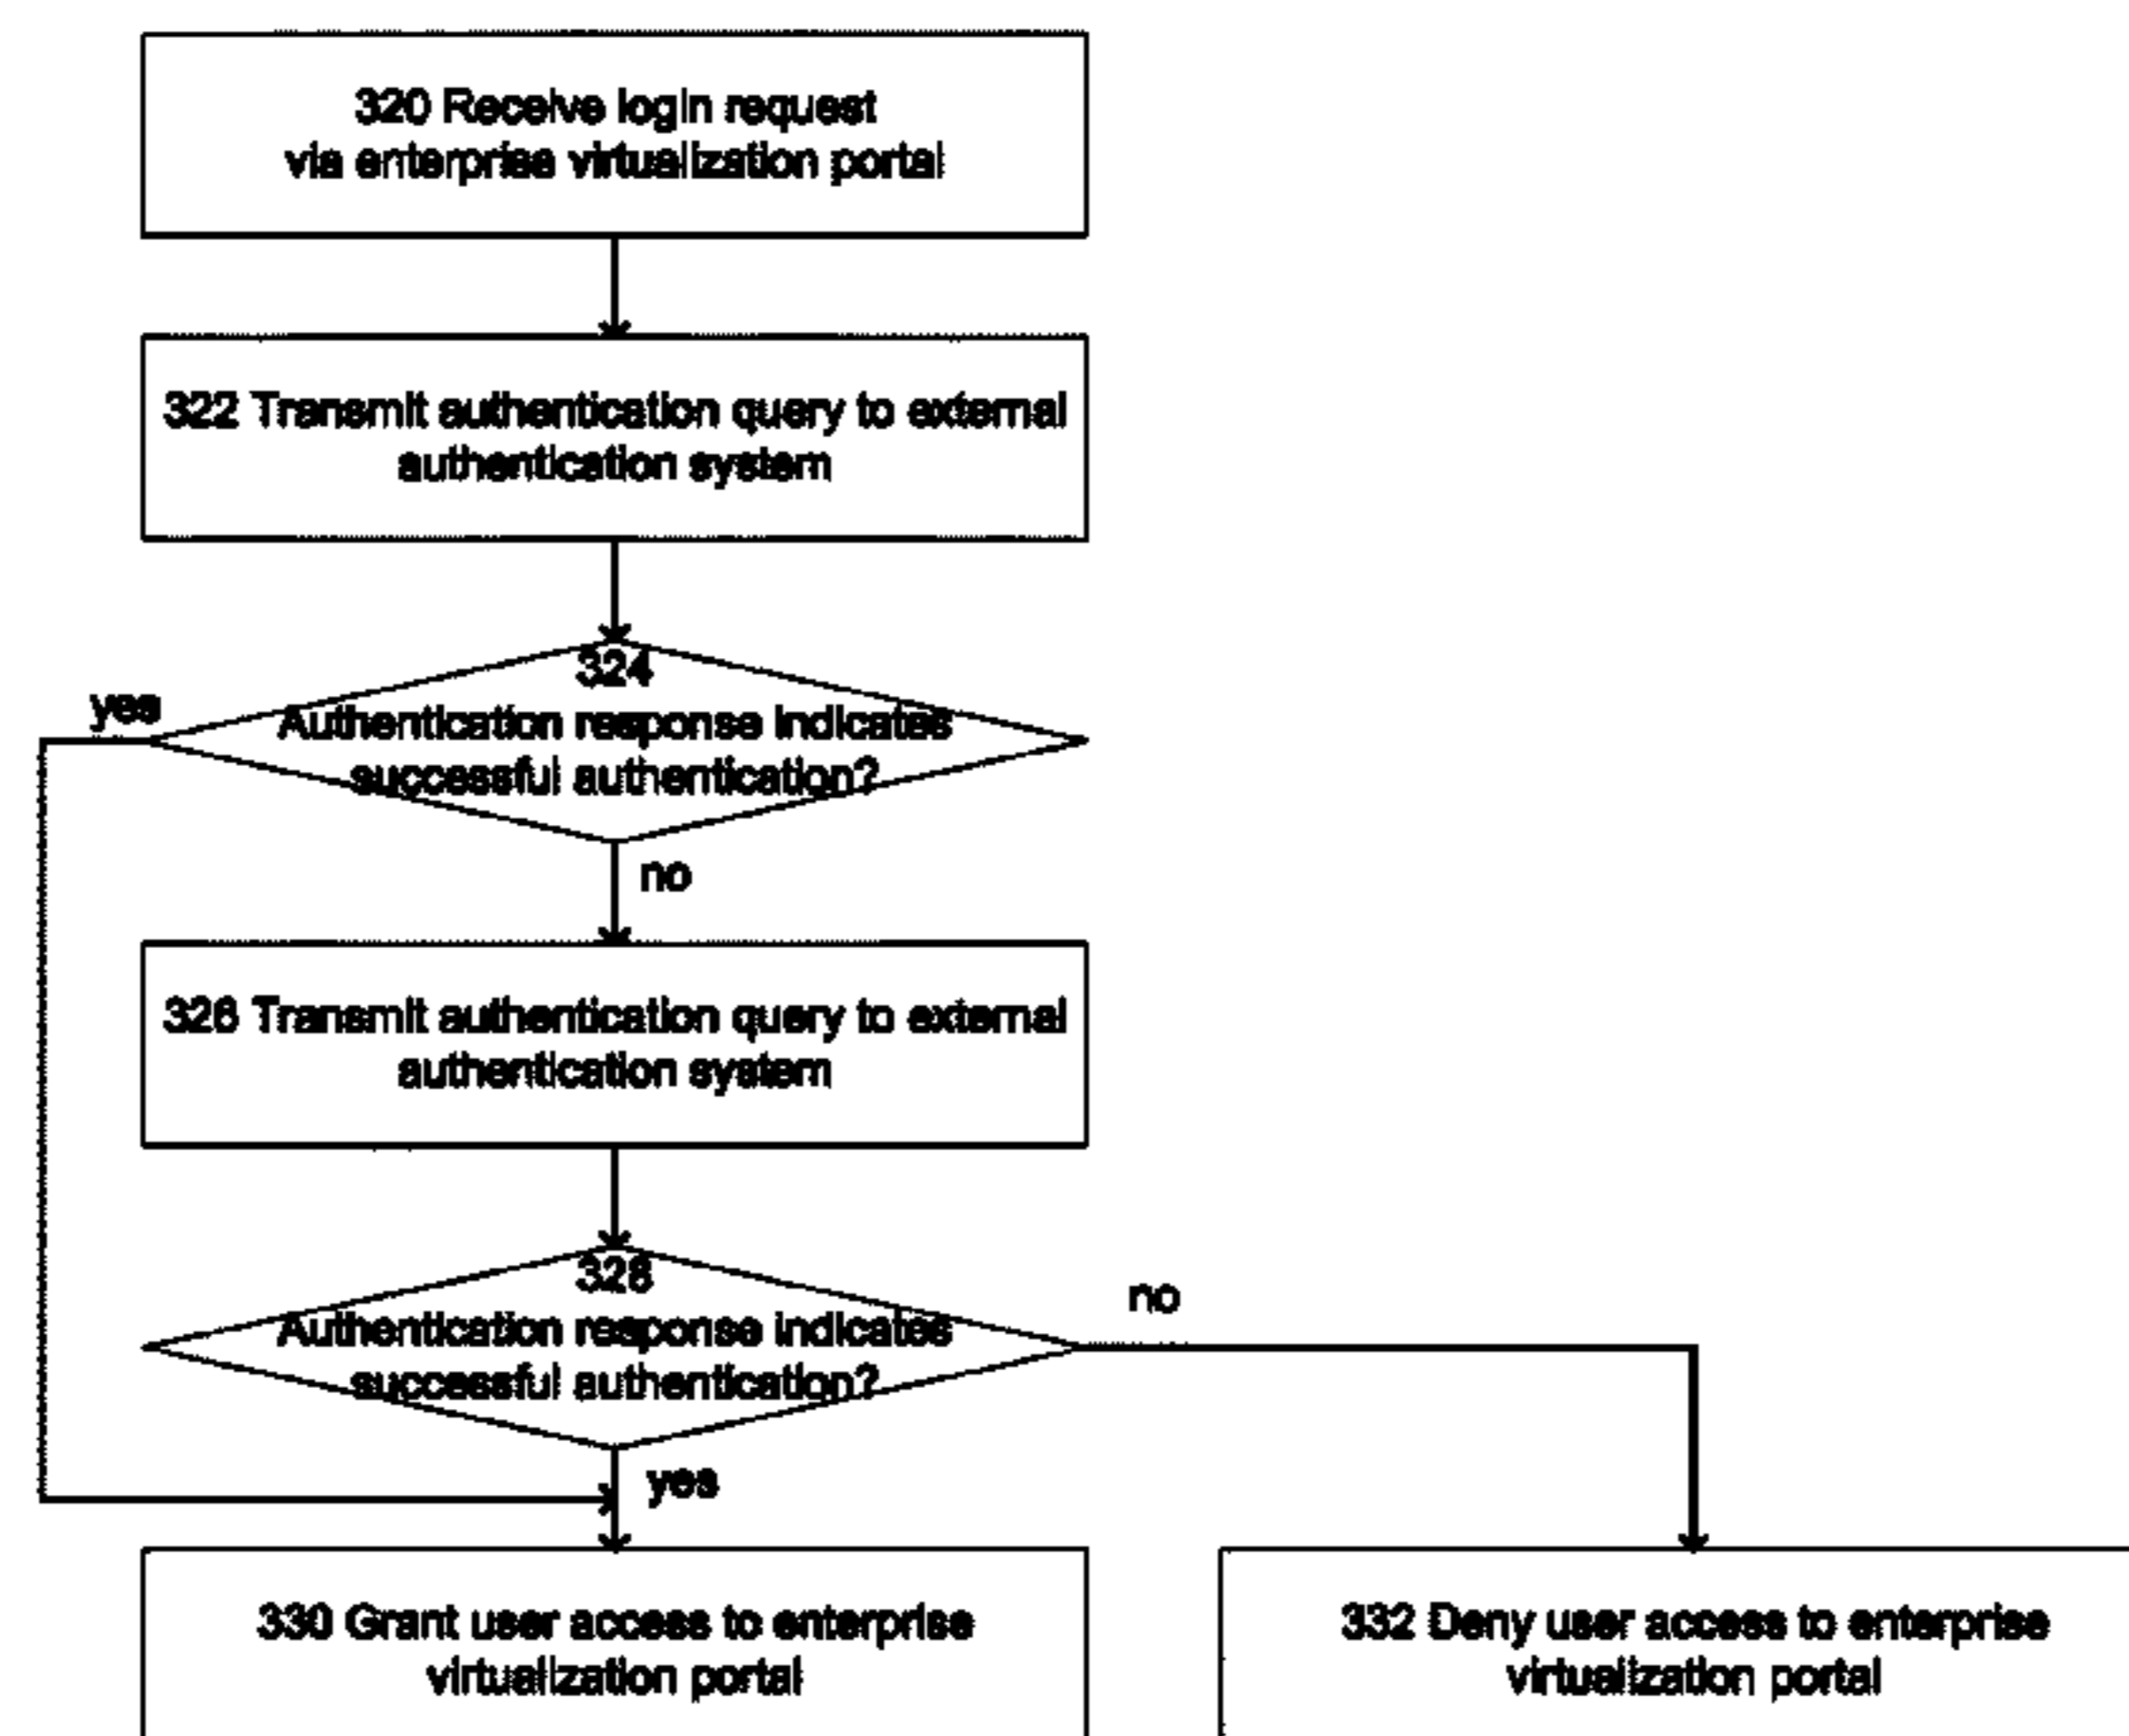 320 Receive login request
via enterprise virtualization portal
322 Transmit authentication query to external
authentication system
324
Authentication response indicates
successful authentication?
yes
no
326 Transmit authentication query to external
authentication system
328
Authentication response indicates
successful authentication?
no
yes
330 Grant user access to enterprise
virtualization portal
332 Deny user access to enterprise
virtualization portal